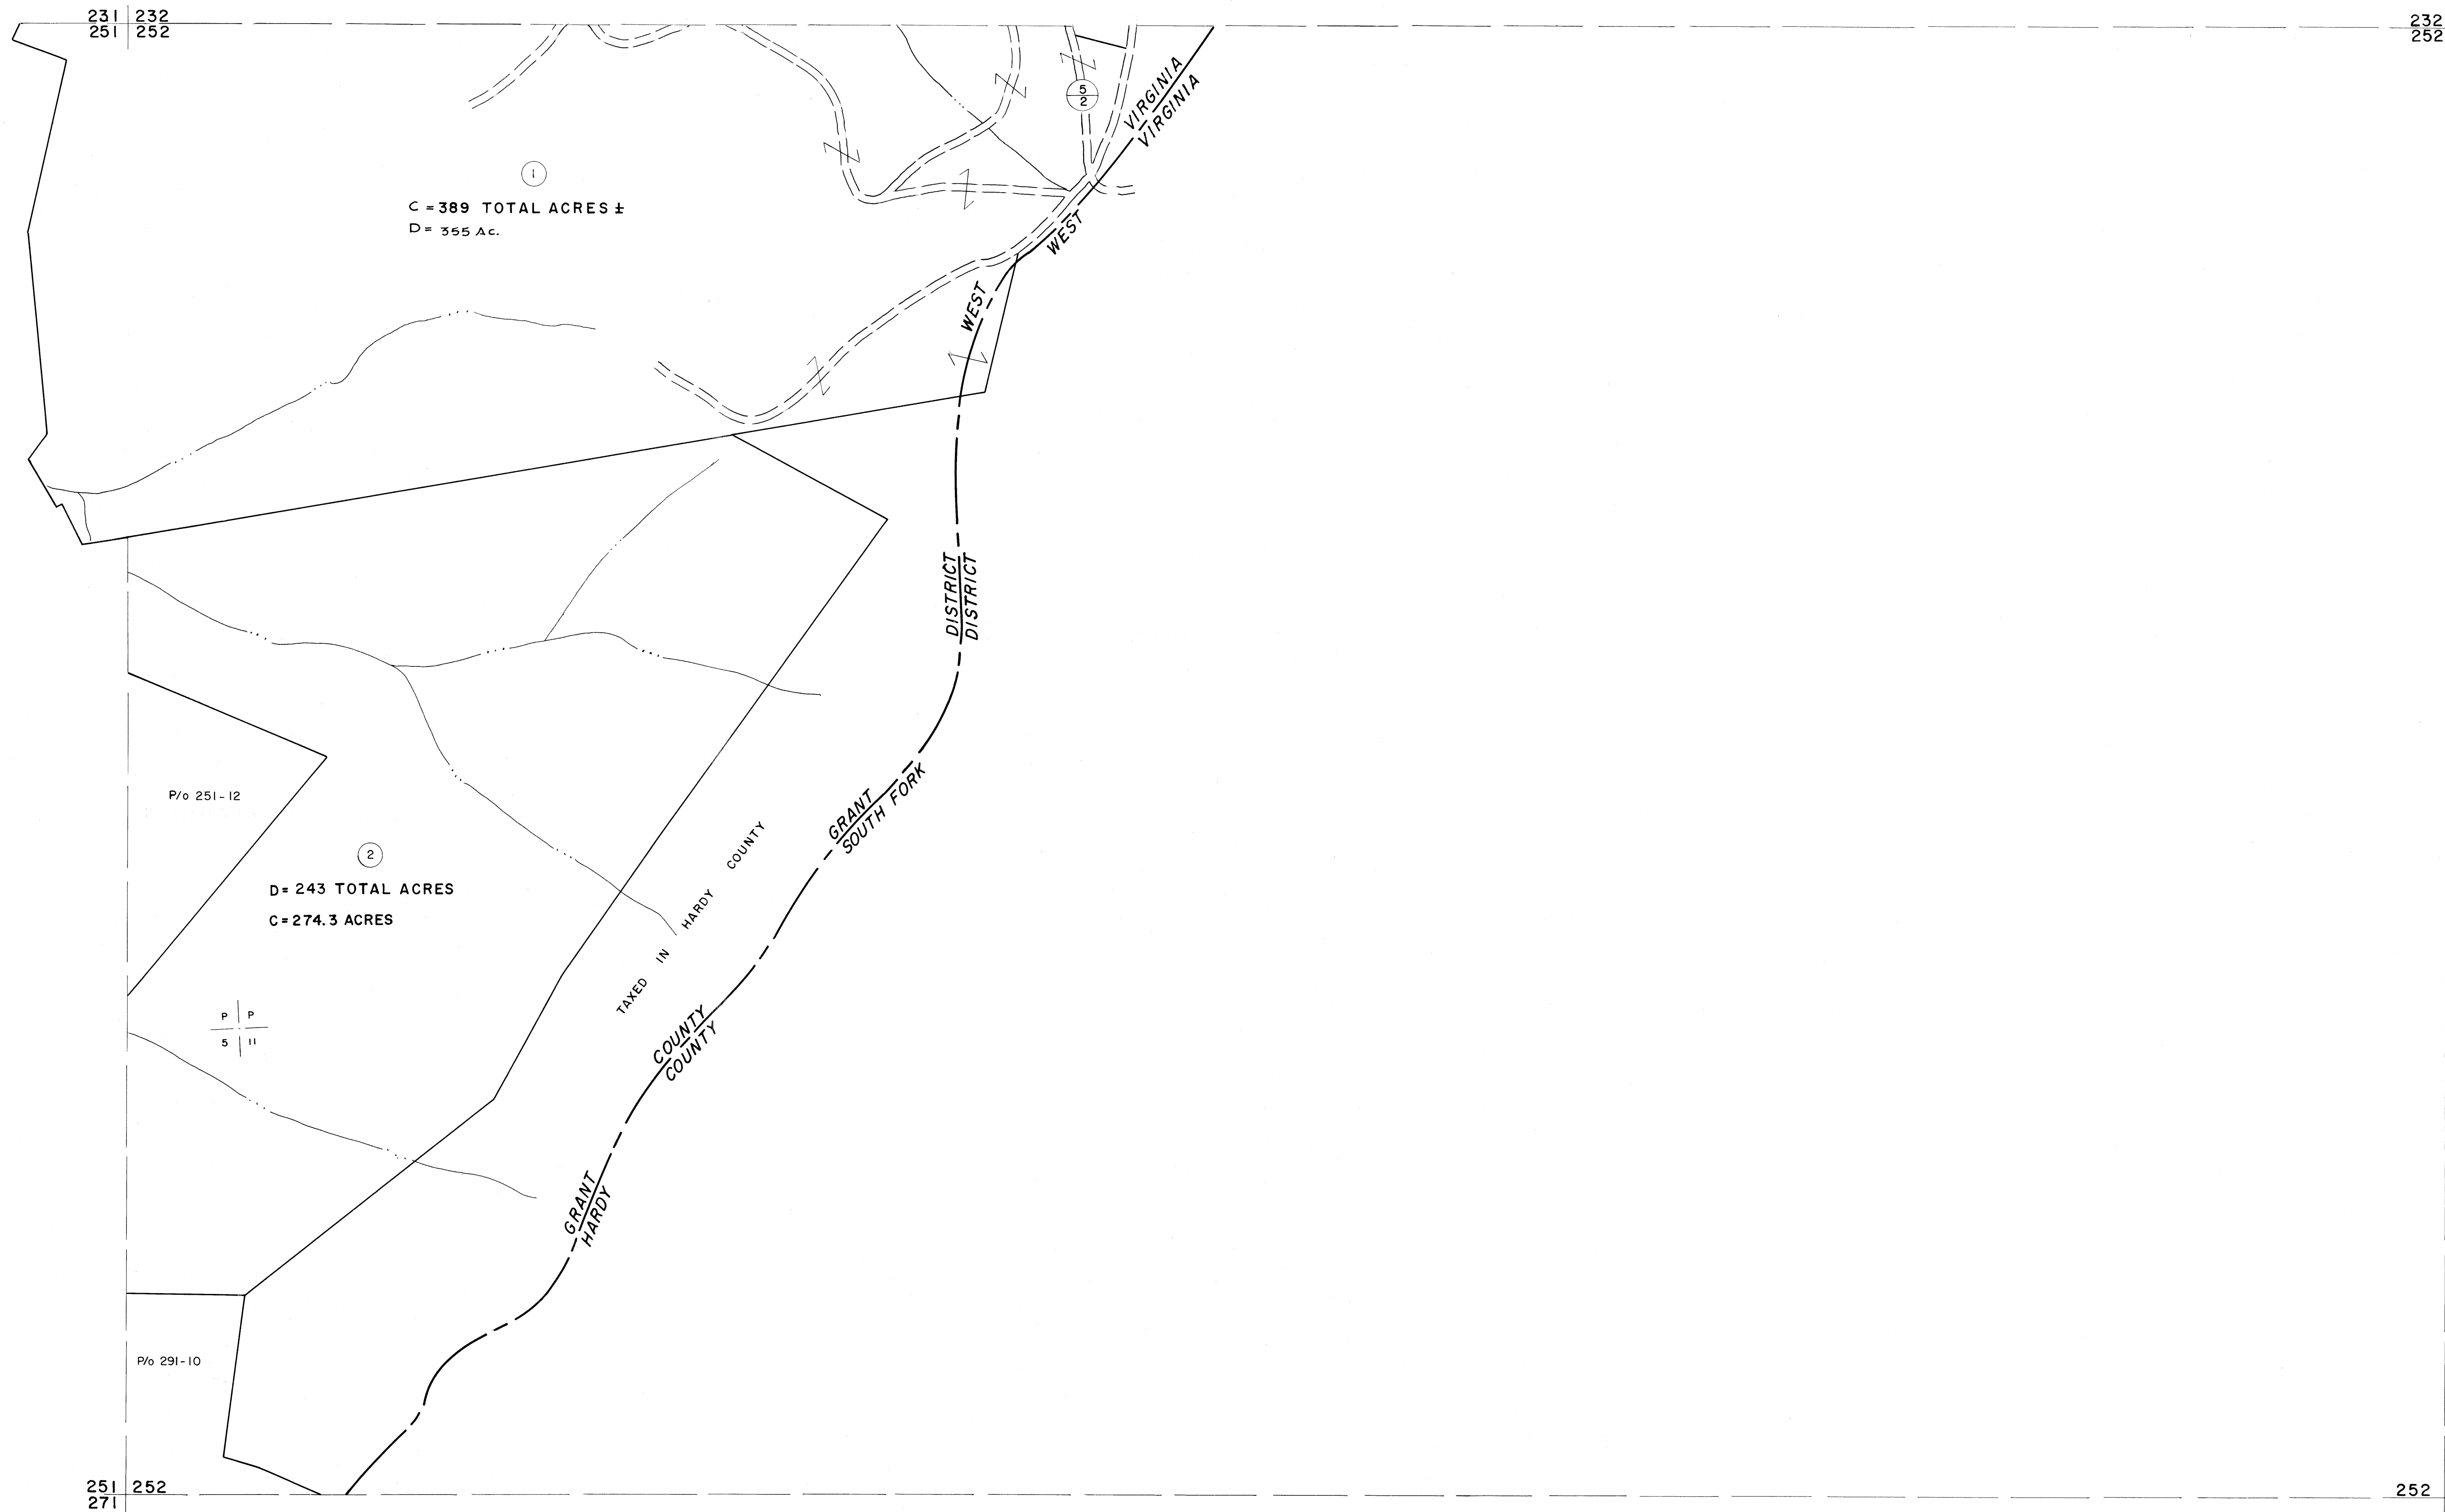 231 232
251 252
232
252
5
2
VIRGINIA
VIRGINIA
1
C = 389 TOTAL ACRES ±
D = 355 Ac.
WEST
WEST
DISTRICT
DISTRICT
P/o 251-12
GRANT
SOUTH FORK
2
D = 243 TOTAL ACRES
C = 274.3 ACRES
TAXED IN HARDY COUNTY
P P
5 11
COUNTY
COUNTY
GRANT
HARDY
P/o 291-10
251 252
271
252